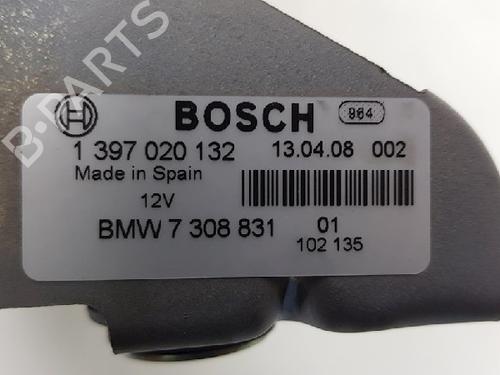 B-PARTS
BOSCH 964
1 397 020 132 13.04.08 002
Made in Spain
12V
BMW 7 308 831 01
102 135